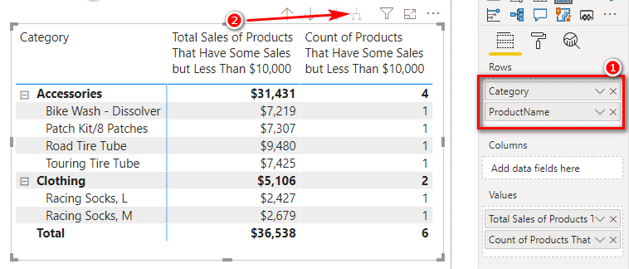 2
Category
Total Sales of Products
That Have Some Sales
but Less Than $10,000
Count of Products
That Have Some Sales
but Less Than $10,000
Accessories $31,431 4
Bike Wash - Dissolver $7,219 1
Patch Kit/8 Patches $7,307 1
Road Tire Tube $9,480 1
Touring Tire Tube $7,425 1
Clothing $5,106 2
Racing Socks, L $2,427 1
Racing Socks, M $2,679 1
Total $36,538 6
Rows
1
Category
ProductName
Columns
Add data fields here
Values
Total Sales of Products T
Count of Products That